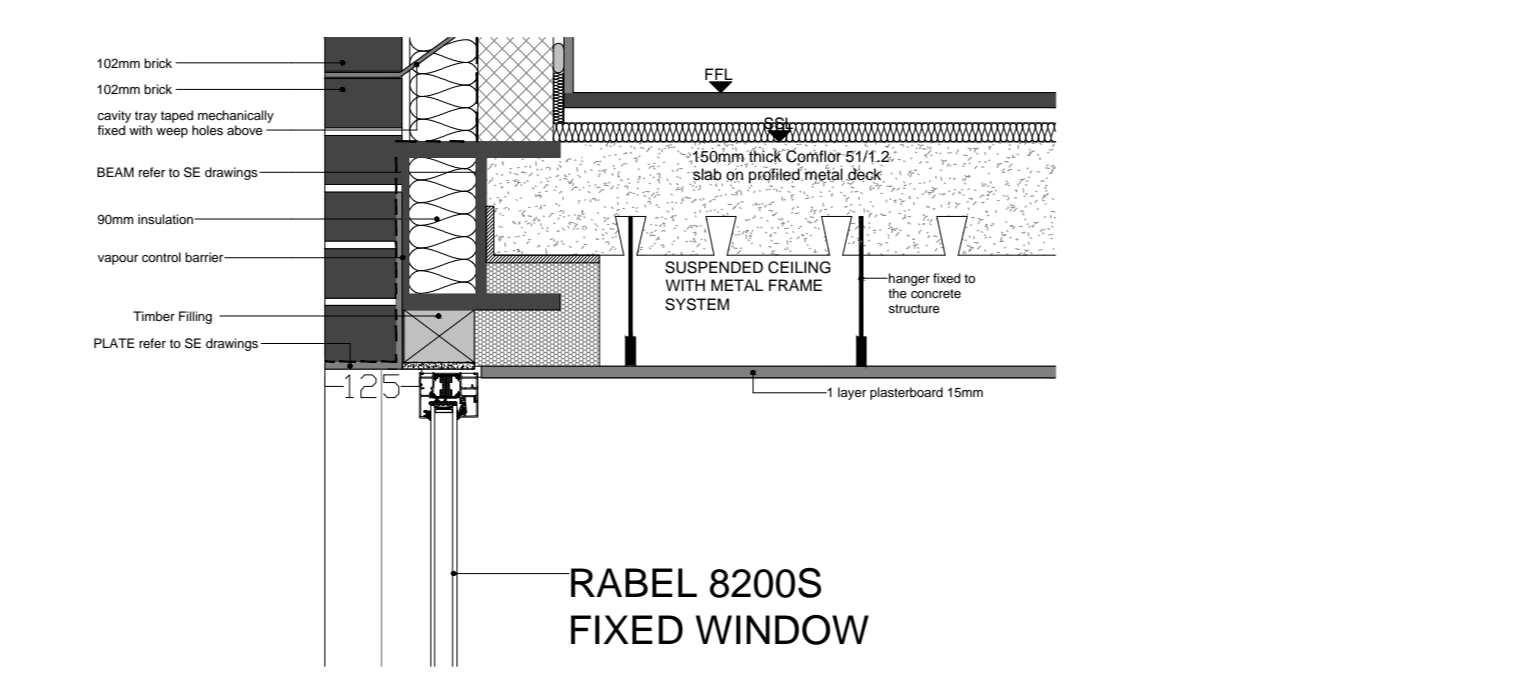 102mm brick
102mm brick
cavity tray taped mechanically
fixed with weep holes above
BEAM refer to SE drawings
90mm insulation
vapour control barrier
Timber Filling
PLATE refer to SE drawings
125
FFL
SSL
150mm thick Comflor 51/1.2
slab on profiled metal deck
SUSPENDED CEILING
WITH METAL FRAME
SYSTEM
hanger fixed to
the concrete
structure
1 layer plasterboard 15mm
RABEL 8200S
FIXED WINDOW